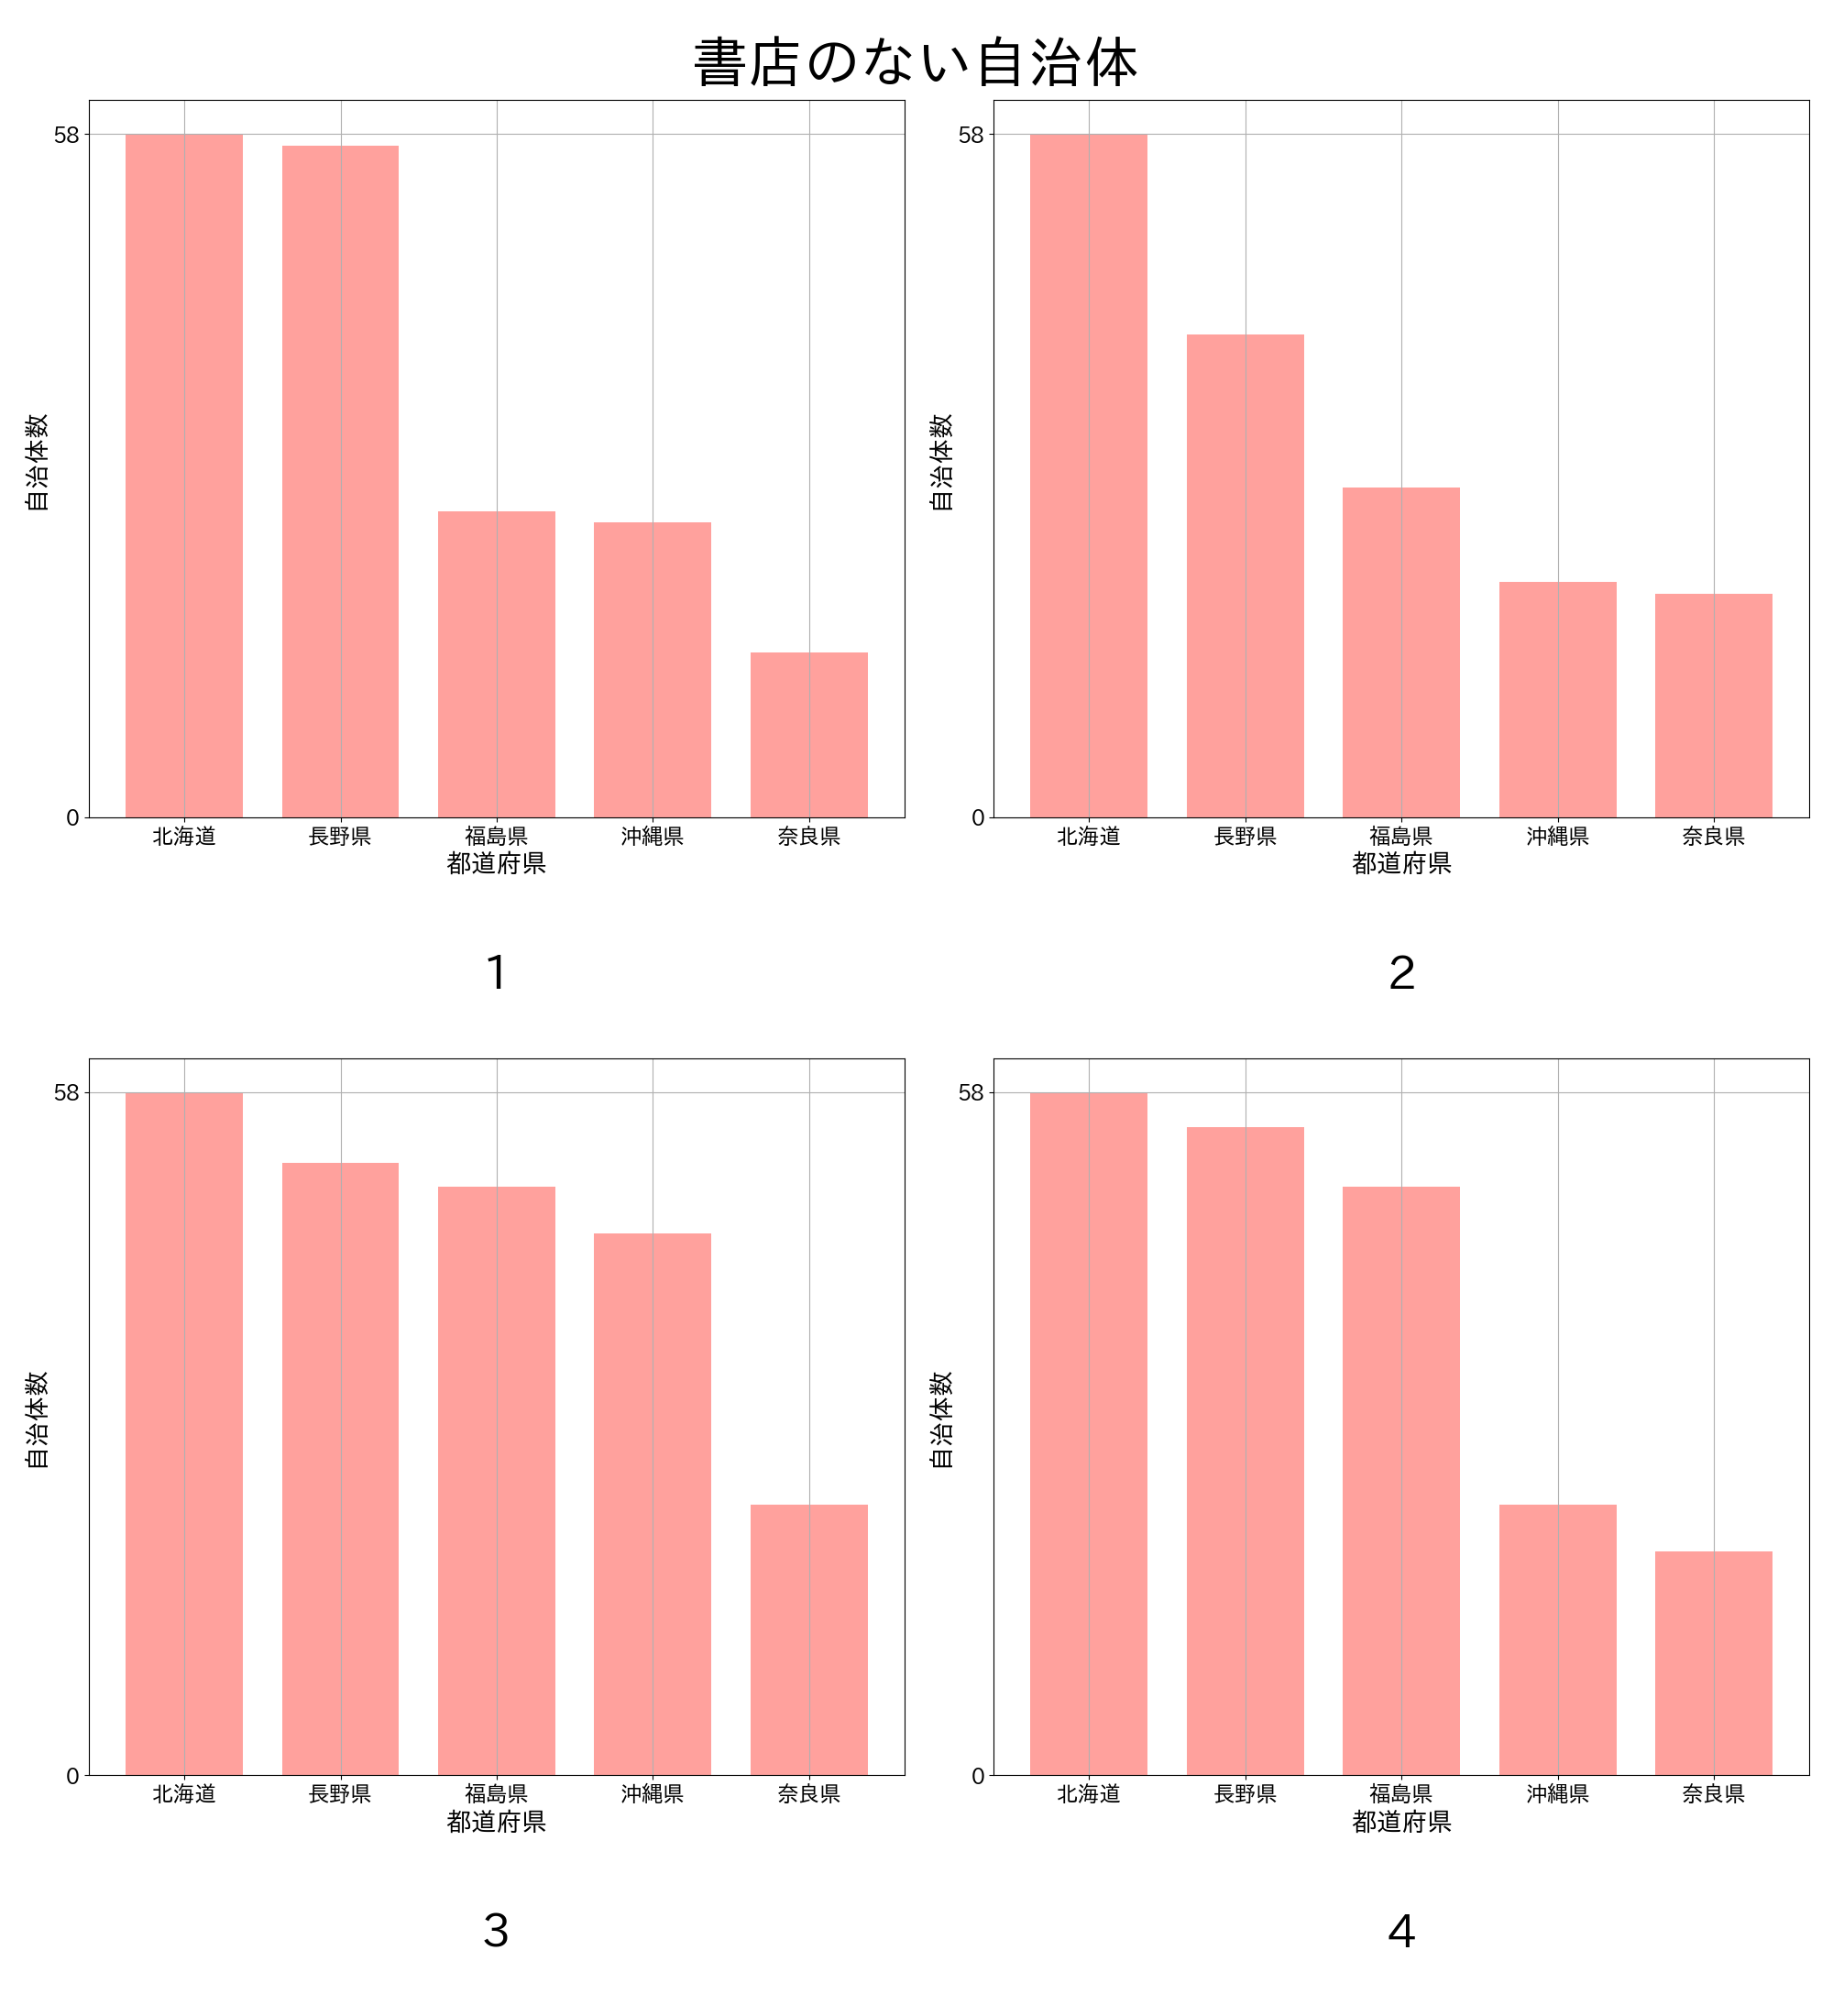 書店のない自治体
58
0
自治体数
北海道 長野県 福島県 沖縄県 奈良県
都道府県
1
58
0
自治体数
北海道 長野県 福島県 沖縄県 奈良県
都道府県
2
58
0
自治体数
北海道 長野県 福島県 沖縄県 奈良県
都道府県
3
58
0
自治体数
北海道 長野県 福島県 沖縄県 奈良県
都道府県
4